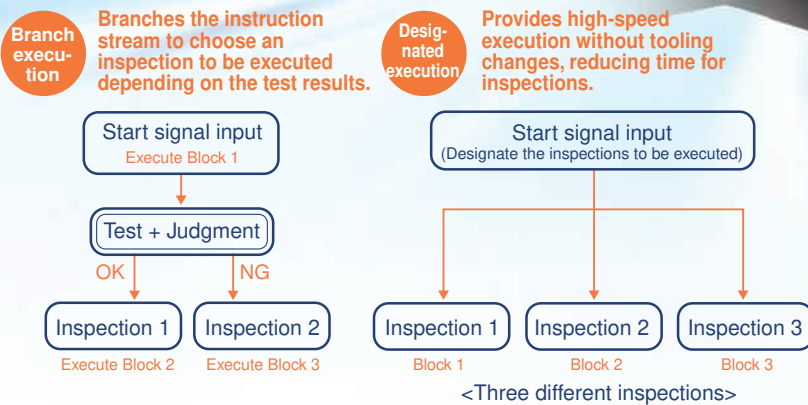 Branch
execu-
tion
Branches the instruction
stream to choose an
inspection to be executed
depending on the test results.
Start signal input
Execute Block 1
Test + Judgment
OK
NG
Inspection 1
Inspection 2
Execute Block 2
Execute Block 3
Desig-
nated
execution
Provides high-speed
execution without tooling
changes, reducing time for
inspections.
Start signal input
(Designate the inspections to be executed)
Inspection 1
Inspection 2
Inspection 3
Block 1
Block 2
Block 3
<Three different inspections>